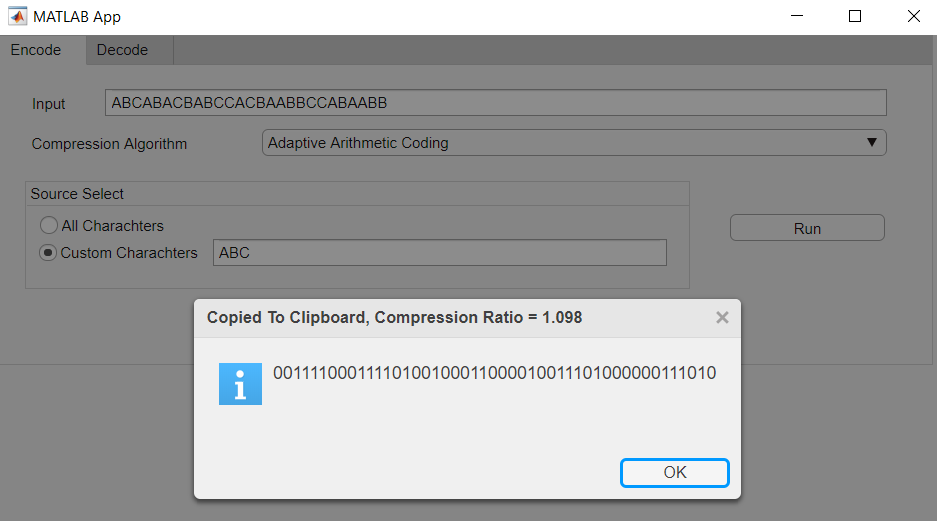 MATLAB App
Encode Decode
Input ABCABACBABCCACBAABBCCABAABB
Compression Algorithm Adaptive Arithmetic Coding
Source Select
All Charachters
Custom Charachters ABC
Run
Copied To Clipboard, Compression Ratio = 1.098
001111000111101001000110000100111010000000111010
OK